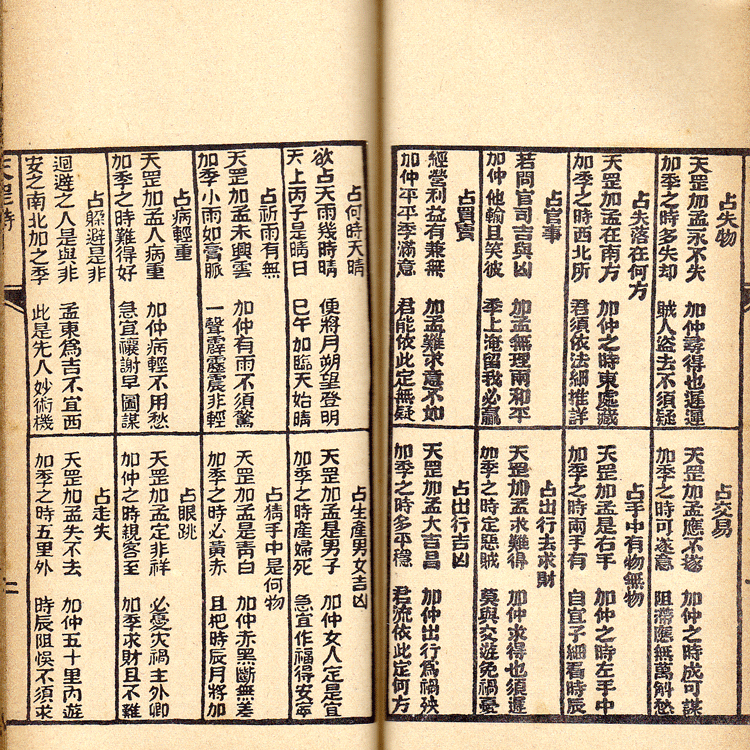 占失物
天罡加孟永不失　加仲尋得也遲運
加季之時多失却　賊人盜去不須疑
占失落在何方
天罡加孟在南方　加仲之時東處藏
加季之時西北所　君須依法細推詳
占官事
若問官司吉與凶　加孟無理兩和平
加仲他輸且笑彼　季上淹留我必贏
占買賣
經營利益有兼無　加孟難求意不如
加仲平平季滿意　君能依此定無疑
占交易
天罡加孟應不遂　加仲之時成可謀
加季之時可遂意　阻滯應無萬斛愁
占手中有物無物
天罡加孟是右手　加仲之時左手中
加季之時兩手有　自宜子細看時辰
占出行去求財
天罡加孟求難得　加仲求得也須遲
加季之時定惡賊　莫與交遊免禍憂
占出行吉凶
天罡加孟大吉昌　加仲出行為禍殃
加季之時多平穩　君流依此定何方
占何時天晴
欲占天雨幾時晴　便將月朔望登明
天上丙子是晴日　巳午加臨天始晴
占祈雨有無
天罡加孟未興雲　加仲有雨不須驚
加季小雨如膏脈　一聲霹靂震非輕
占病輕重
天罡加孟人病重　加仲病輕不用愁
加季之時難得好　急宜禳謝早圖謀
占躲避是非
迴避之人是與非　孟東為吉不宜西
安之南北加之季　此是先人妙術機
占生產男女吉凶
天罡加孟是男子　加仲女人定是宜
加季之時產婦死　急宜作福得安寧
占猜手中是何物
天罡加孟是青白　加仲赤黑斷無差
加季之時必黃赤　且把時辰月將加
占眼跳
天罡加孟定非祥　必憂灾禍主外卿
加仲之時親客至　加季求財且不難
占走失
天罡加孟失不去　加仲五十里內遊
加季之時五里外　時辰阻悞不須求
天罡時
二